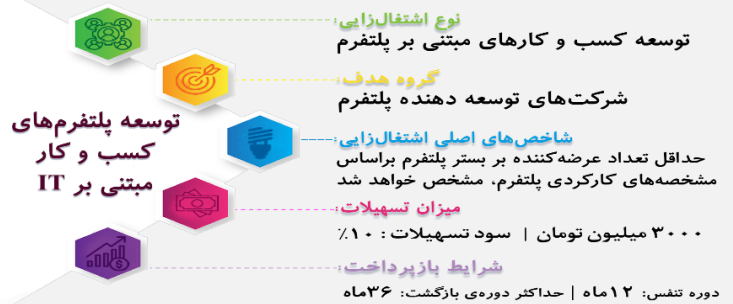 نوع اشتغال‌زایی:
توسعه کسب و کارهای مبتنی بر پلتفرم
گروه هدف:
شرکت‌های توسعه دهنده پلتفرم
شاخص‌های اصلی اشتغال‌زایی:
حداقل تعداد عرضه‌کننده بر بستر پلتفرم براساس
مشخصه‌های کارکردی پلتفرم، مشخص خواهد شد
میزان تسهیلات:
۳۰۰۰ میلیون تومان | سود تسهیلات: ۱۰٪
شرایط بازپرداخت:
دوره تنفس: ۱۲ماه | حداکثر دوره‌ی بازگشت: ۳۶ماه
توسعه پلتفرم‌های
کسب و کار
مبتنی بر IT